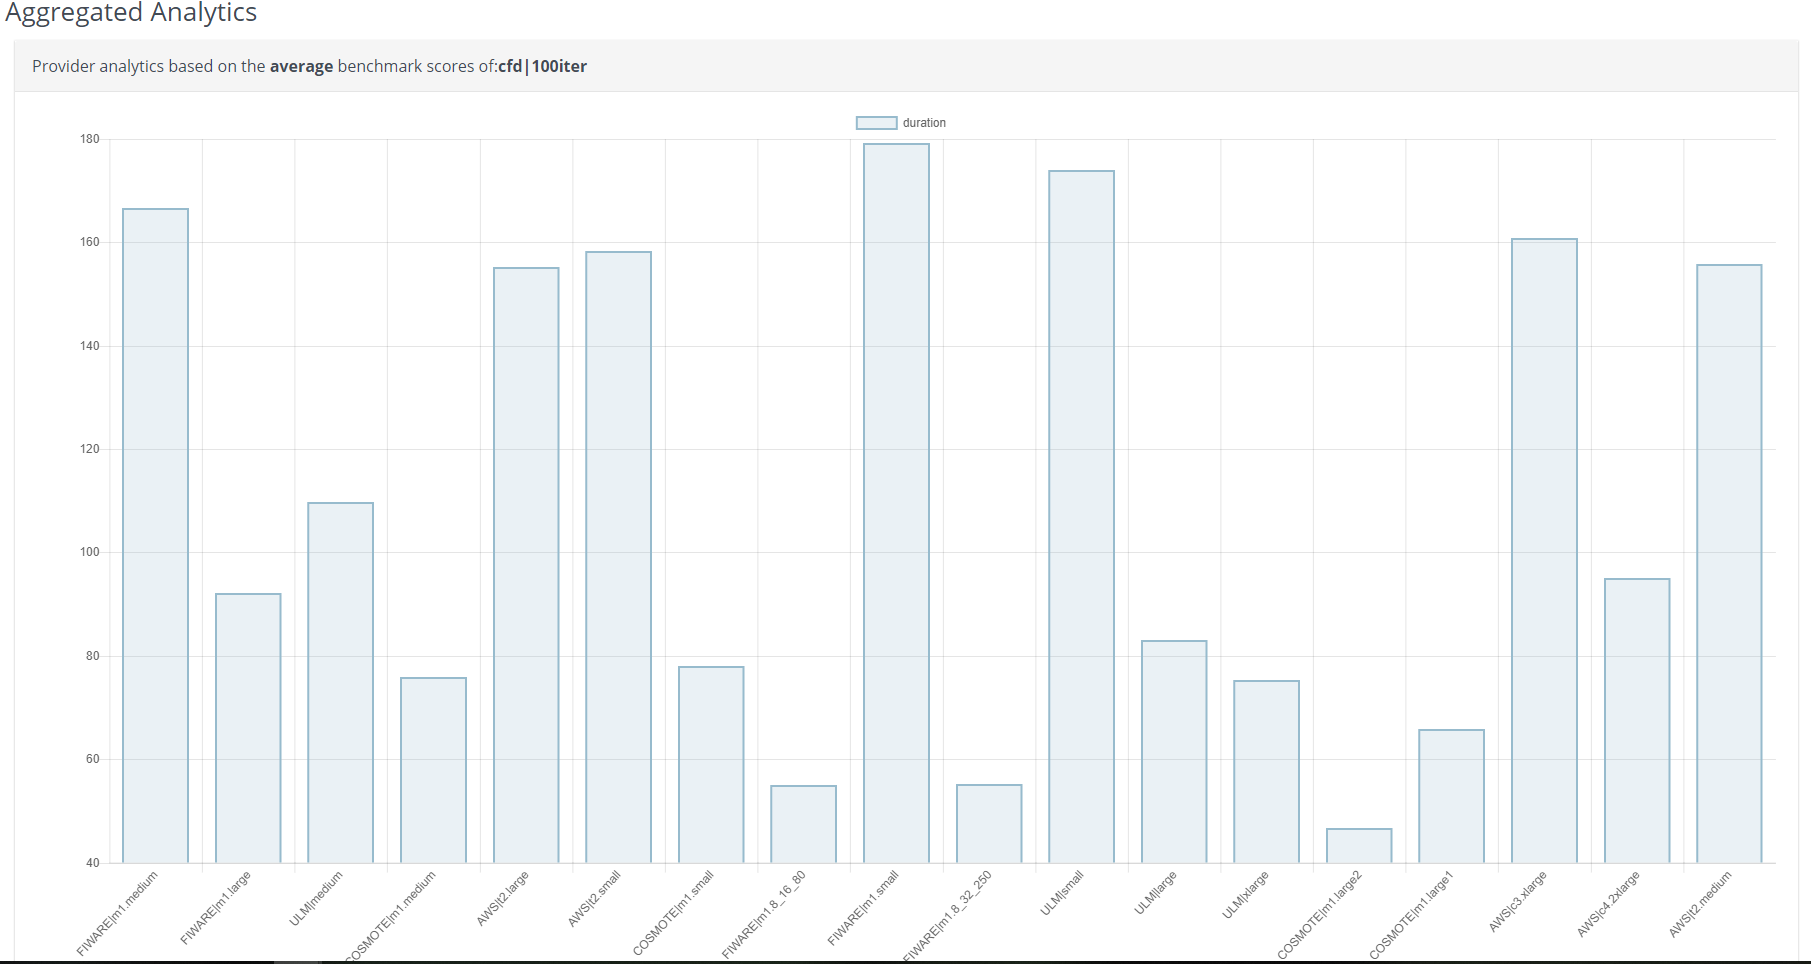 Aggregated Analytics
Provider analytics based on the average benchmark scores of:cfd|100iter
duration
180
160
140
120
100
80
60
40
FIWARE|m1.medium
FIWARE|m1.large
ULM|medium
COSMOTE|m1.medium
AWS|t2.large
AWS|t2.small
COSMOTE|m1.small
FIWARE|m1.8_16_80
FIWARE|m1.small
FIWARE|m1.8_32_250
ULM|small
ULM|large
ULM|xlarge
COSMOTE|m1.large2
COSMOTE|m1.large1
AWS|c3.xlarge
AWS|c4.2xlarge
AWS|t2.medium